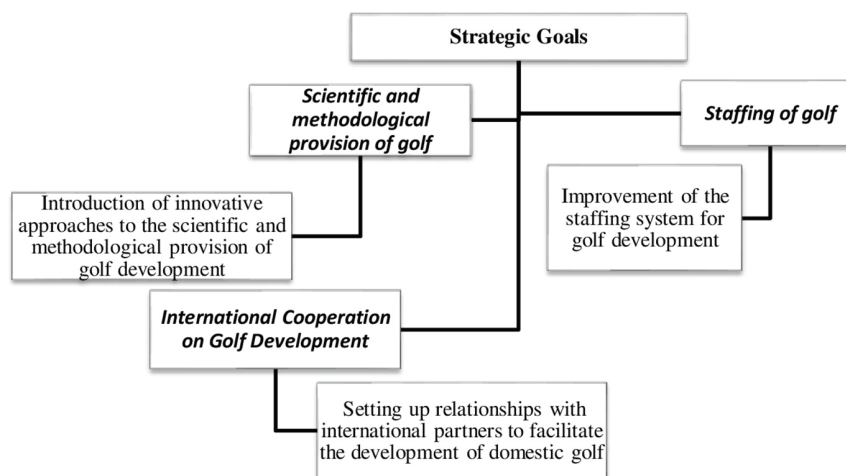 Strategic Goals
Scientific and
methodological
provision of golf
Staffing of golf
Introduction of innovative
approaches to the scientific and
methodological provision of
golf development
Improvement of the
staffing system for
golf development
International Cooperation
on Golf Development
Setting up relationships with
international partners to facilitate
the development of domestic golf